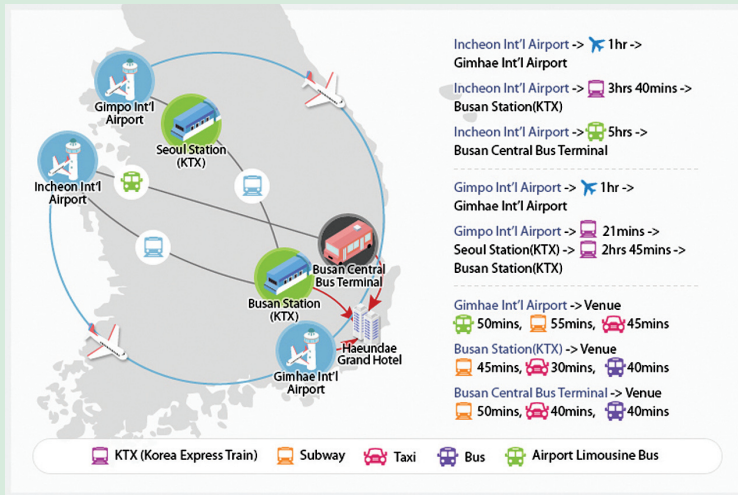 Gimpo Int'l
Airport
Seoul Station
(KTX)
Incheon Int'l
Airport
Busan Central
Bus Terminal
Busan Station
(KTX)
Haeundae
Grand Hotel
Gimhae Int'l
Airport
Incheon Int'l Airport -> 1hr ->
Gimhae Int'l Airport
Incheon Int'l Airport -> 3hrs 40mins ->
Busan Station(KTX)
Incheon Int'l Airport -> 5hrs ->
Busan Central Bus Terminal
Gimpo Int'l Airport -> 1hr ->
Gimhae Int'l Airport
Gimpo Int'l Airport -> 21mins ->
Seoul Station(KTX) -> 2hrs 45mins ->
Busan Station(KTX)
Gimhae Int'l Airport -> Venue
50mins, 55mins, 45mins
Busan Station(KTX) -> Venue
45mins, 30mins, 40mins
Busan Central Bus Terminal -> Venue
50mins, 40mins, 40mins
KTX (Korea Express Train) Subway Taxi Bus Airport Limousine Bus